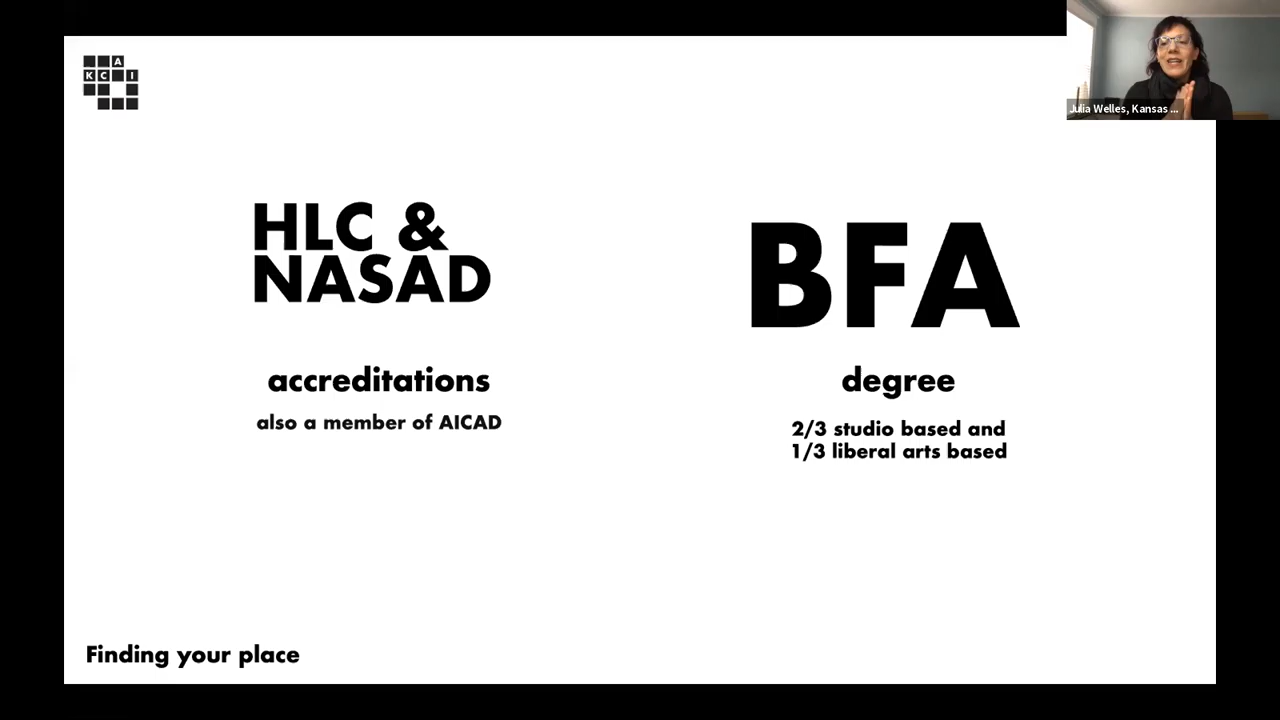 A
KC I
HLC &
NASAD
accreditations
also a member of AICAD
BFA
degree
2/3 studio based and
1/3 liberal arts based
Finding your place
Julia Welles, Kansas ...